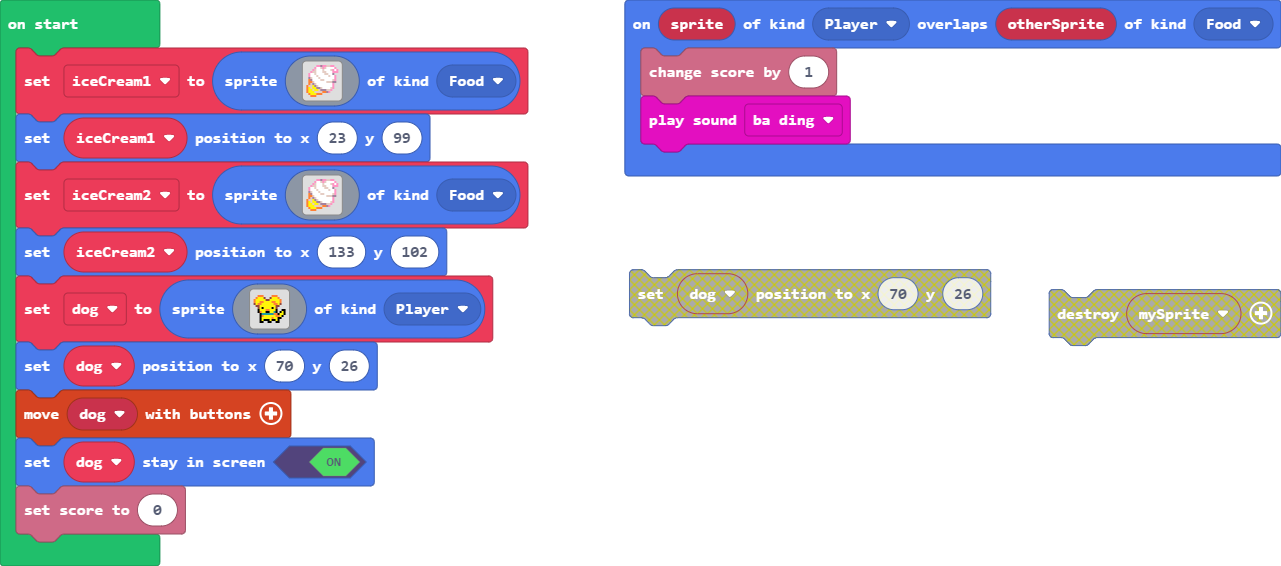 on start
set iceCream1 to sprite of kind Food
set iceCream1 position to x 23 y 99
set iceCream2 to sprite of kind Food
set iceCream2 position to x 133 y 102
set dog to sprite of kind Player
set dog position to x 70 y 26
move dog with buttons
set dog stay in screen ON
set score to 0
on sprite of kind Player overlaps otherSprite of kind Food
change score by 1
play sound ba ding
set dog position to x 70 y 26
destroy mySprite